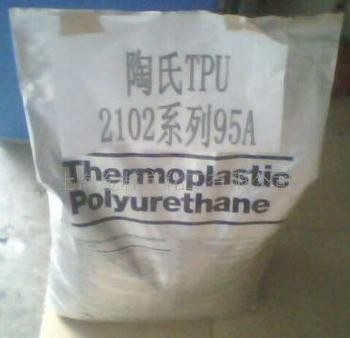 陶氏TPU
2102系列95A
Thermoplastic
Polyurethane